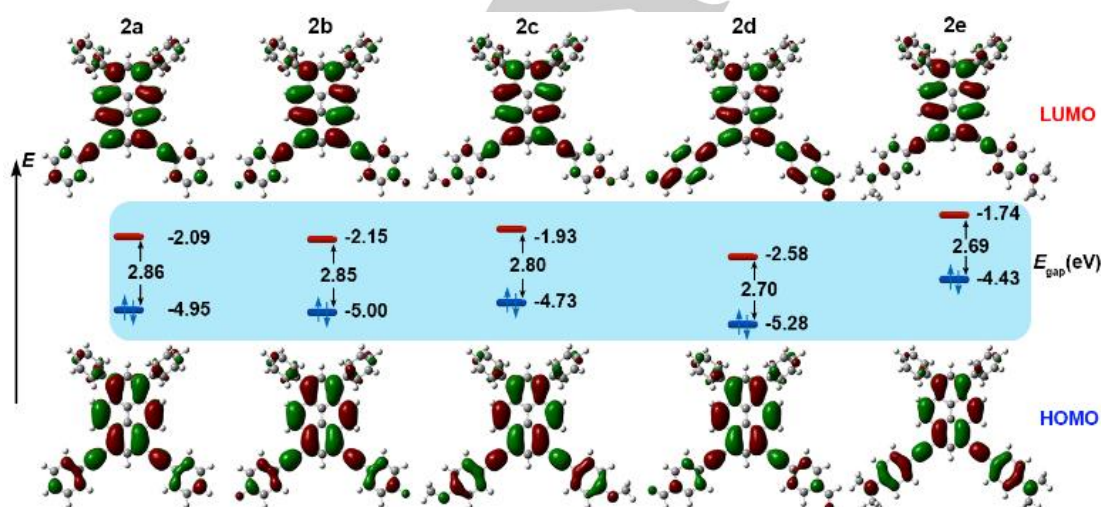 2a 2b 2c 2d 2e
LUMO
E
-1.74
-2.09 -2.15 -1.93 -2.58 2.69 E_gap(eV)
2.86 2.85 2.80 2.70 -4.43
-4.95 -5.00 -4.73 -5.28
HOMO